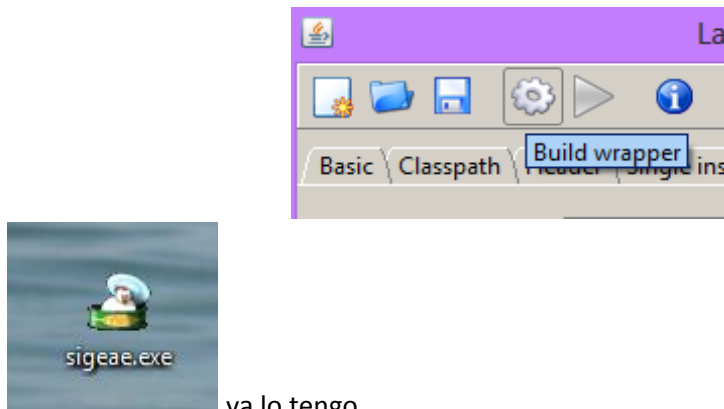 La
Build wrapper
Basic Classpath Header Single ins
sigeae.exe
ya lo tengo